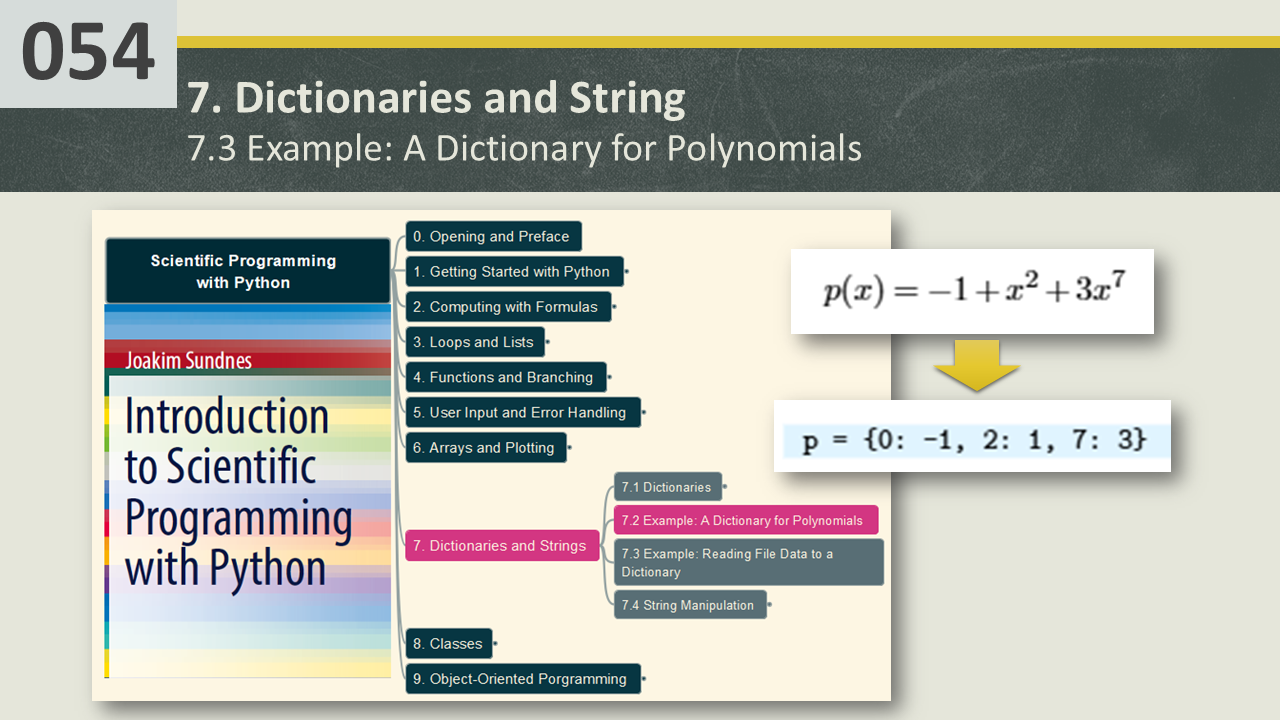 054
7. Dictionaries and String
7.3 Example: A Dictionary for Polynomials
Scientific Programming
with Python
Joakim Sundnes
Introduction
to Scientific
Programming
with Python
0. Opening and Preface
1. Getting Started with Python
2. Computing with Formulas
3. Loops and Lists
4. Functions and Branching
5. User Input and Error Handling
6. Arrays and Plotting
7. Dictionaries and Strings
7.1 Dictionaries
7.2 Example: A Dictionary for Polynomials
7.3 Example: Reading File Data to a
Dictionary
7.4 String Manipulation
8. Classes
9. Object-Oriented Porgramming
p(x) = −1 + x² + 3x⁷
p = {0: -1, 2: 1, 7: 3}